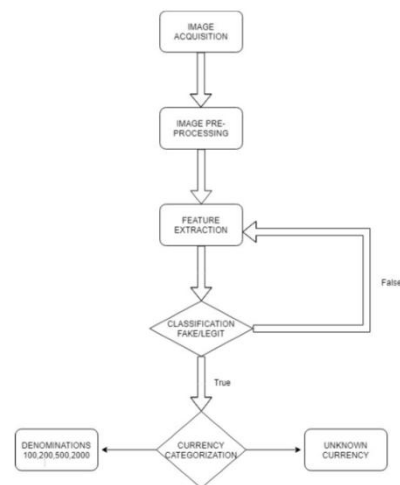 IMAGE
ACQUISITION
IMAGE PRE-
PROCESSING
FEATURE
EXTRACTION
False
CLASSIFICATION
FAKE/LEGIT
True
DENOMINATIONS
100,200,500,2000
CURRENCY
CATEGORIZATION
UNKNOWN
CURRENCY